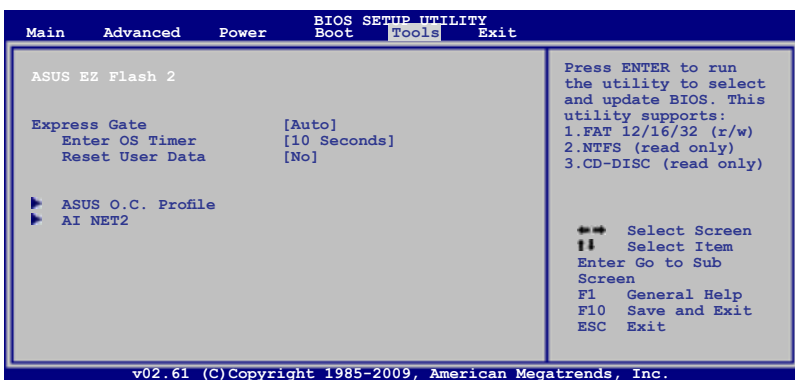 BIOS SETUP UTILITY
Main Advanced Power Boot Tools Exit
ASUS EZ Flash 2
Express Gate [Auto]
Enter OS Timer [10 Seconds]
Reset User Data [No]
ASUS O.C. Profile
AI NET2
Press ENTER to run
the utility to select
and update BIOS. This
utility supports:
1.FAT 12/16/32 (r/w)
2.NTFS (read only)
3.CD-DISC (read only)
Select Screen
Select Item
Enter Go to Sub
Screen
F1 General Help
F10 Save and Exit
ESC Exit
v02.61 (C)Copyright 1985-2009, American Megatrends, Inc.